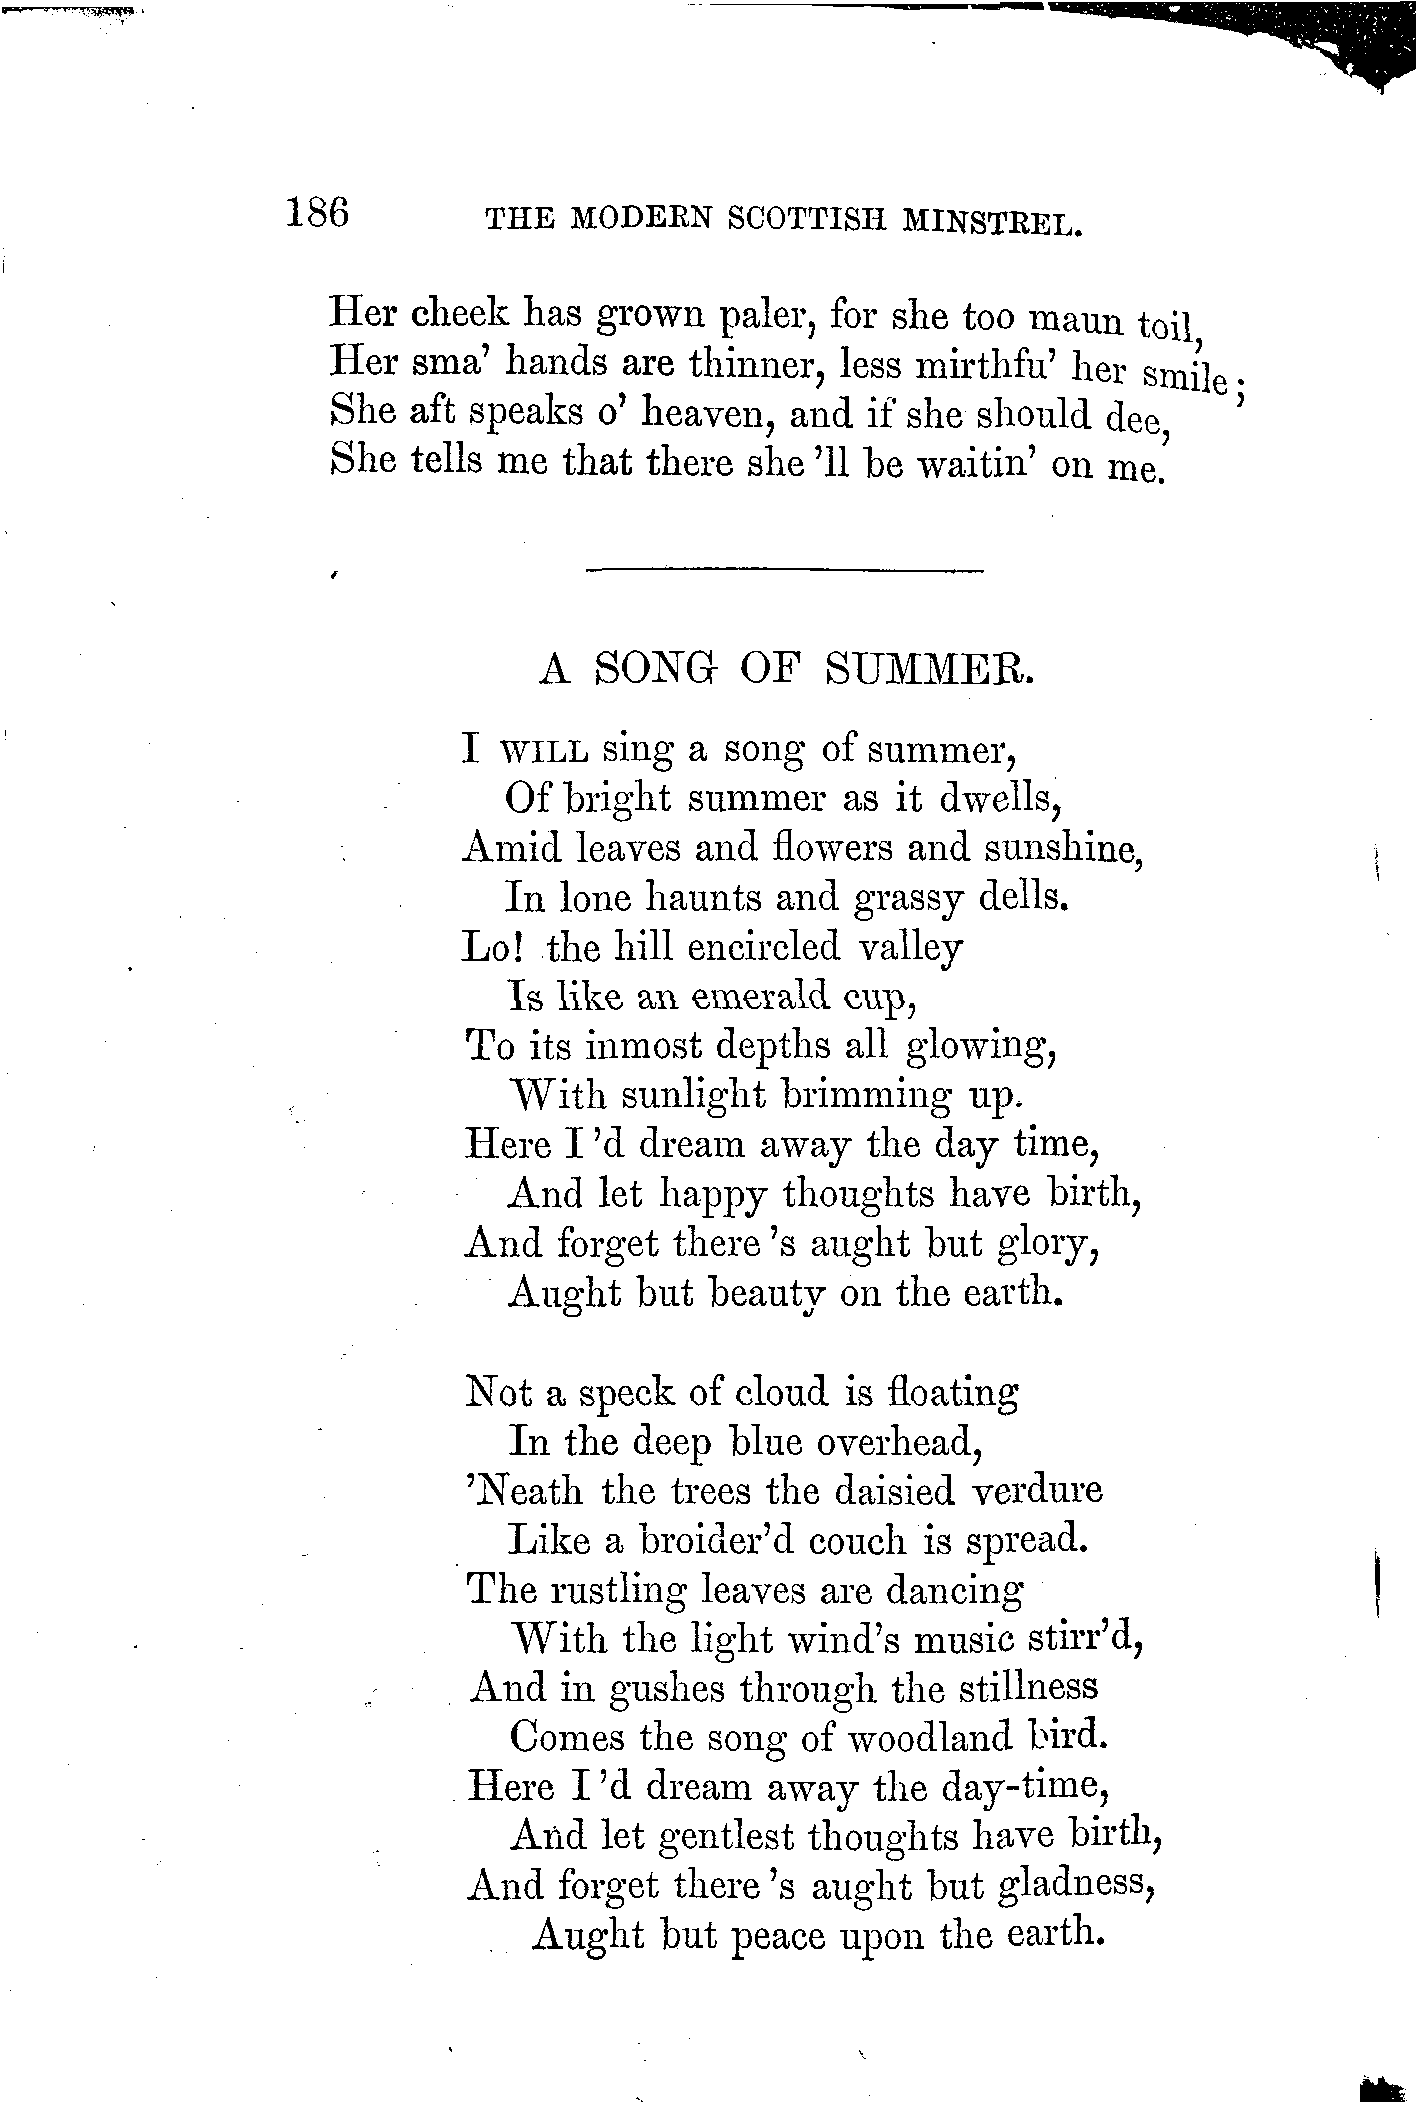 186 THE MODERN SCOTTISH MINSTREL.
Her cheek has grown paler, for she too maun toil,
Her sma' hands are thinner, less mirthfu' her smile;
She aft speaks o' heaven, and if she should dee,
She tells me that there she 'll be waitin' on me.
A SONG OF SUMMER.
I WILL sing a song of summer,
Of bright summer as it dwells,
Amid leaves and flowers and sunshine,
In lone haunts and grassy dells.
Lo! the hill encircled valley
Is like an emerald cup,
To its inmost depths all glowing,
With sunlight brimming up.
Here I 'd dream away the day time,
And let happy thoughts have birth,
And forget there 's aught but glory,
Aught but beauty on the earth.
Not a speck of cloud is floating
In the deep blue overhead,
'Neath the trees the daisied verdure
Like a broider'd couch is spread.
The rustling leaves are dancing
With the light wind's music stirr'd,
And in gushes through the stillness
Comes the song of woodland bird.
Here I 'd dream away the day-time,
And let gentlest thoughts have birth,
And forget there 's aught but gladness,
Aught but peace upon the earth.